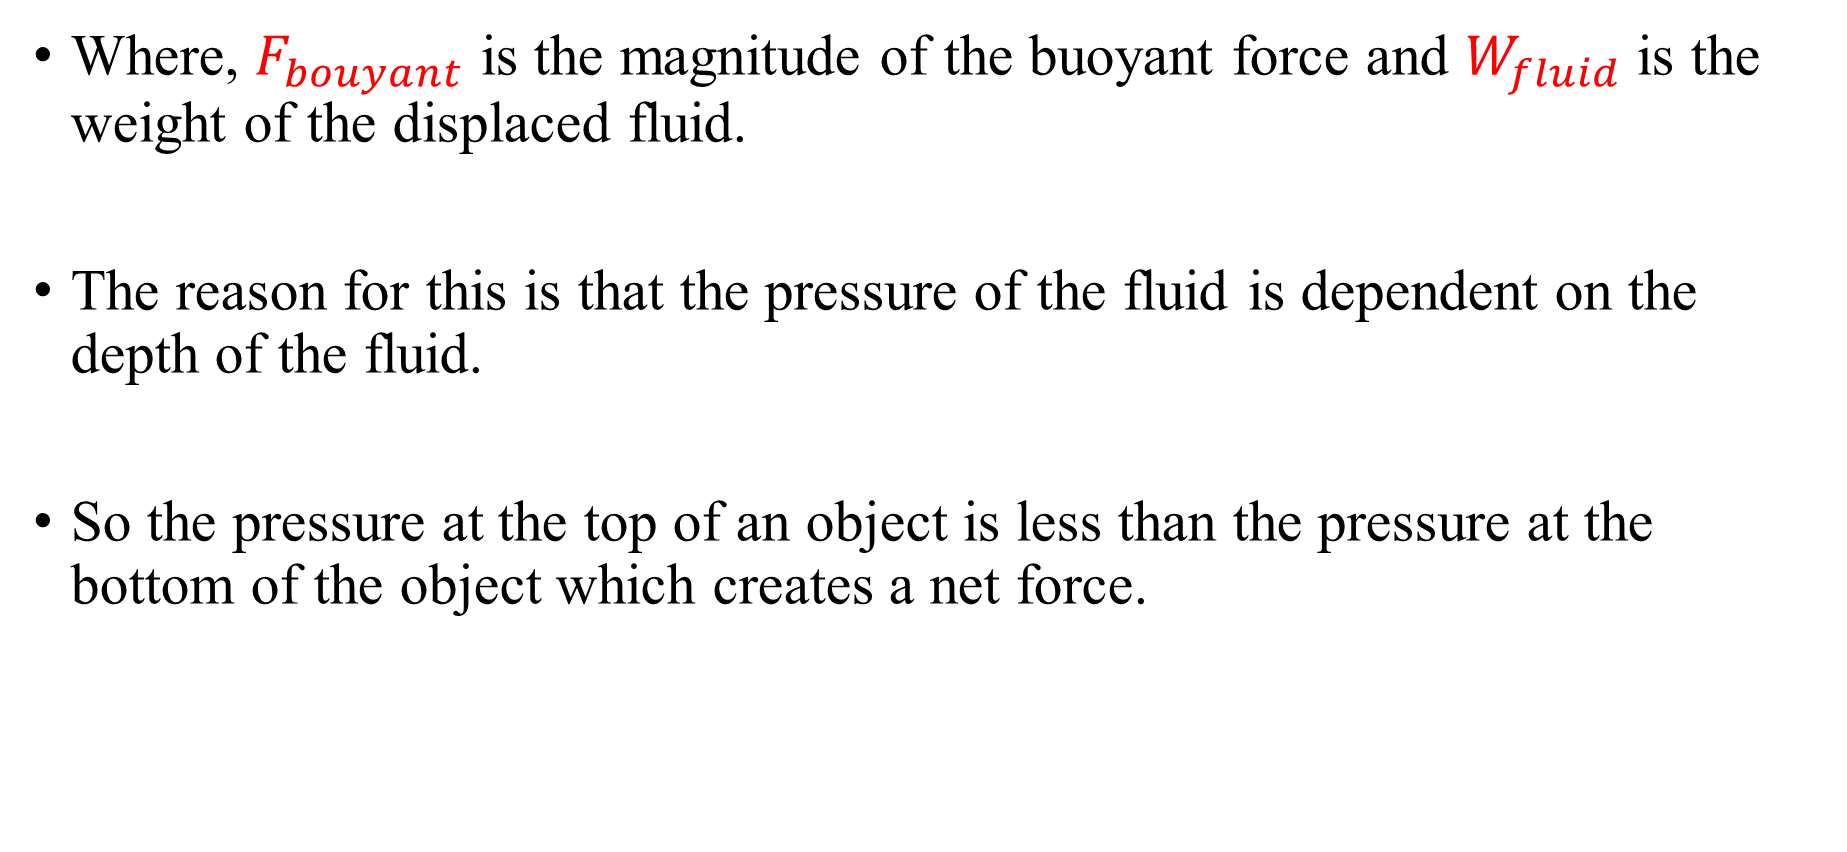 • Where, F_bouyant is the magnitude of the buoyant force and W_fluid is the
weight of the displaced fluid.
• The reason for this is that the pressure of the fluid is dependent on the
depth of the fluid.
• So the pressure at the top of an object is less than the pressure at the
bottom of the object which creates a net force.